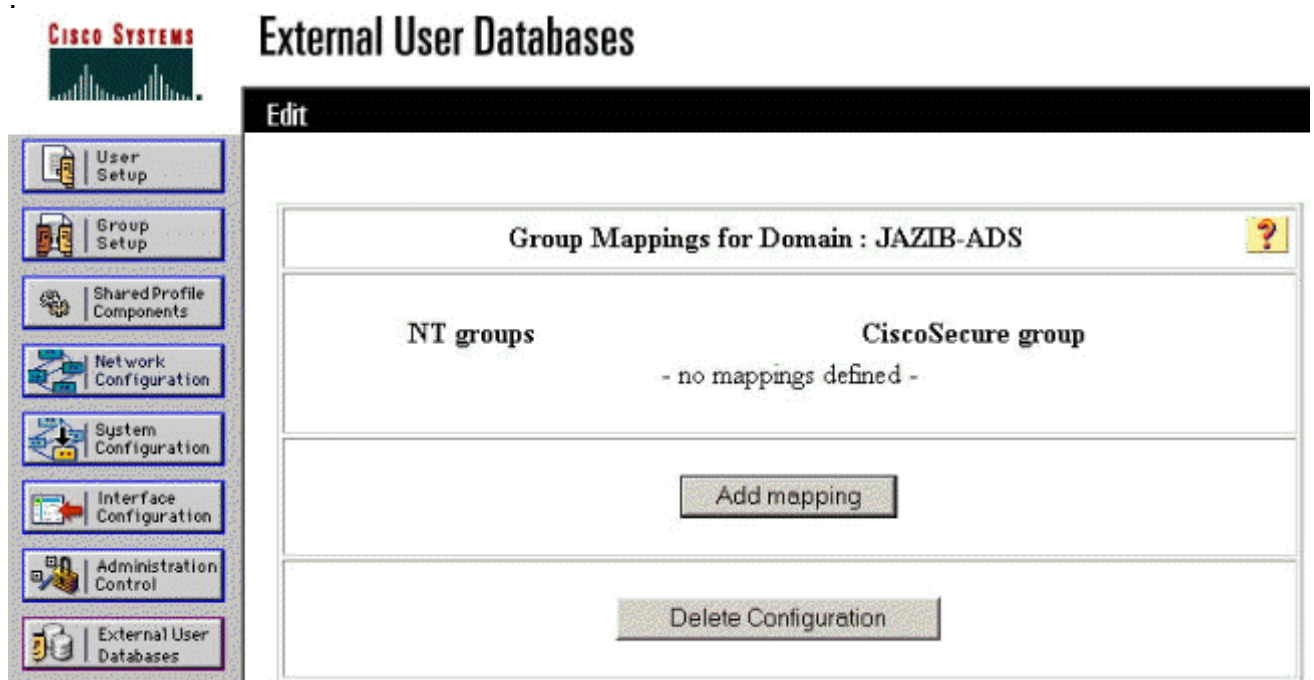 .
CISCO SYSTEMS
External User Databases
Edit
User
Setup
Group
Setup
Shared Profile
Components
Network
Configuration
System
Configuration
Interface
Configuration
Administration
Control
External User
Databases
Group Mappings for Domain : JAZIB-ADS
?
NT groups CiscoSecure group
- no mappings defined -
Add mapping
Delete Configuration